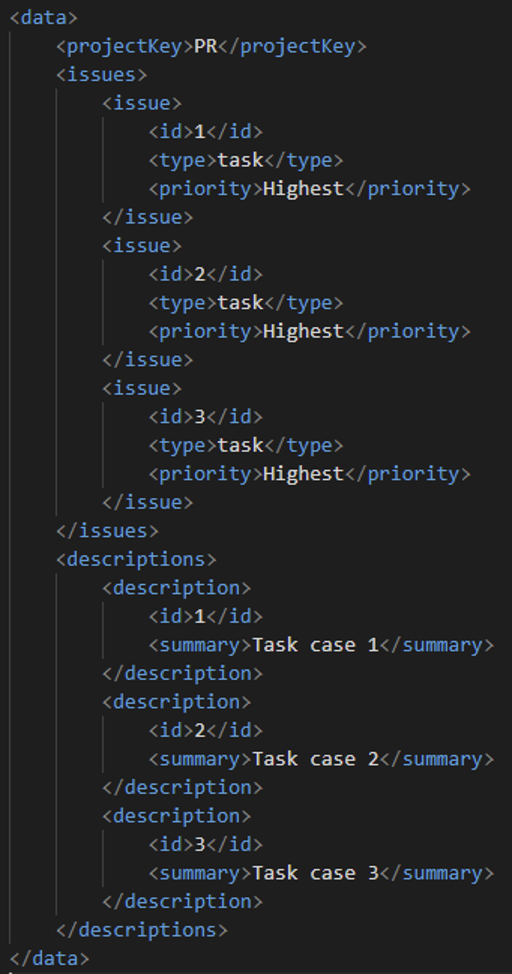 <data>
    <projectKey>PR</projectKey>
    <issues>
        <issue>
            <id>1</id>
            <type>task</type>
            <priority>Highest</priority>
        </issue>
        <issue>
            <id>2</id>
            <type>task</type>
            <priority>Highest</priority>
        </issue>
        <issue>
            <id>3</id>
            <type>task</type>
            <priority>Highest</priority>
        </issue>
    </issues>
    <descriptions>
        <description>
            <id>1</id>
            <summary>Task case 1</summary>
        </description>
        <description>
            <id>2</id>
            <summary>Task case 2</summary>
        </description>
        <description>
            <id>3</id>
            <summary>Task case 3</summary>
        </description>
    </descriptions>
</data>